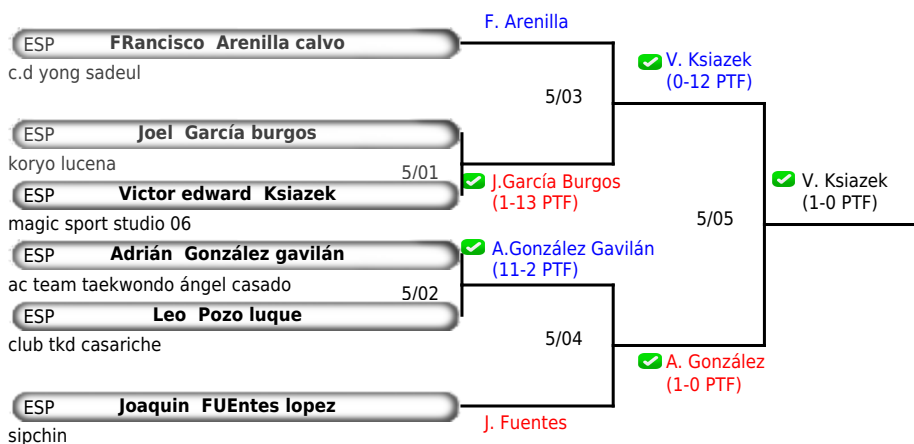 F. Arenilla
ESP FRancisco Arenilla calvo
c.d yong sadeul
V. Ksiazek
(0-12 PTF)
5/03
ESP Joel García burgos
koryo lucena
5/01
J.García Burgos
(1-13 PTF)
ESP Victor edward Ksiazek
magic sport studio 06
V. Ksiazek
(1-0 PTF)
5/05
ESP Adrián González gavilán
ac team taekwondo ángel casado
A.González Gavilán
(11-2 PTF)
5/02
ESP Leo Pozo luque
club tkd casariche
5/04
A. González
(1-0 PTF)
ESP Joaquin FUEntes lopez
sipchin
J. Fuentes